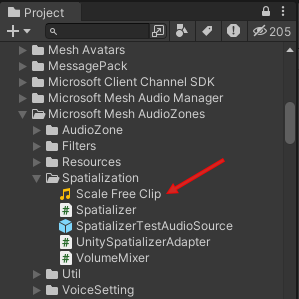 Project
205
Mesh Avatars
MessagePack
Microsoft Client Channel SDK
Microsoft Mesh Audio Manager
Microsoft Mesh AudioZones
AudioZone
Filters
Resources
Spatialization
Scale Free Clip
Spatializer
SpatializerTestAudioSource
UnitySpatializerAdapter
VolumeMixer
Util
VoiceSetting